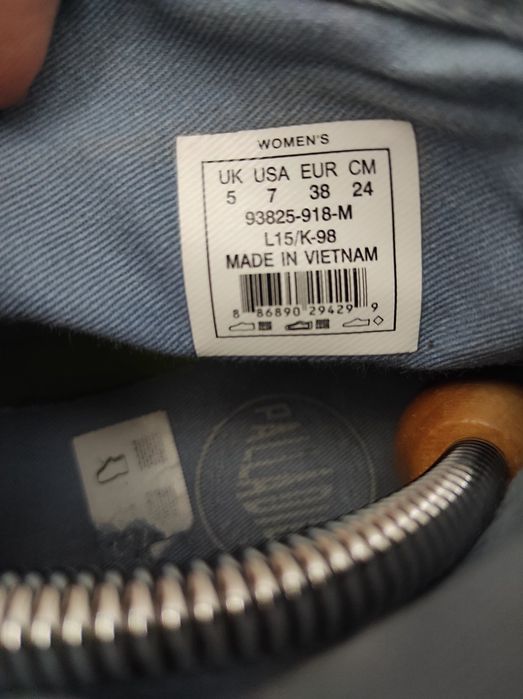 WOMEN'S
UK USA EUR CM
5 7 38 24
93825-918-M
L15/K-98
MADE IN VIETNAM
8 86890 29429 9
PALLADIUM